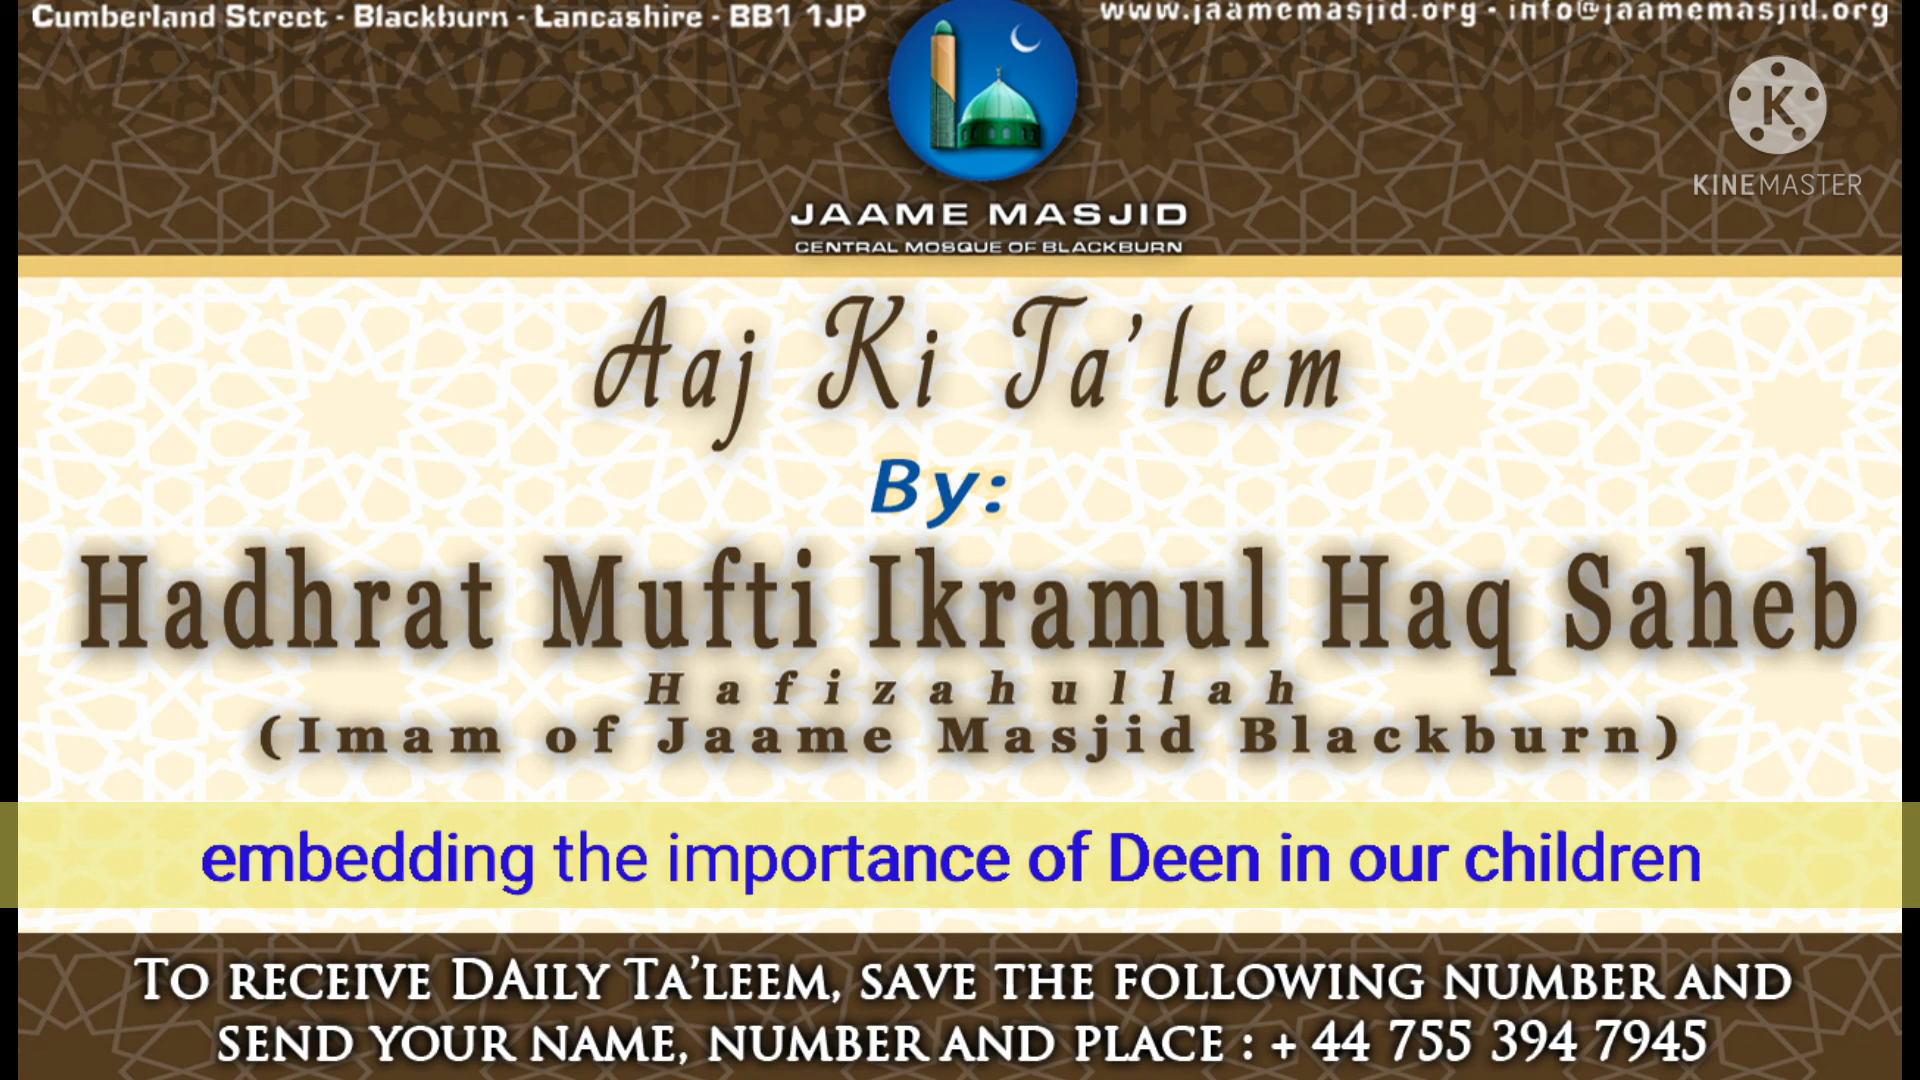 Cumberland Street - Blackburn - Lancashire - BB1 1JP
www.jaamemasjid.org - info@jaamemasjid.org
K
KINEMASTER
JAAME MASJID
CENTRAL MOSQUE OF BLACKBURN
Aaj Ki Ta'leem
By:
Hadhrat Mufti Ikramul Haq Saheb
Hafizahullah
(Imam of Jaame Masjid Blackburn)
embedding the importance of Deen in our children
TO RECEIVE DAILY TA'LEEM, SAVE THE FOLLOWING NUMBER AND
SEND YOUR NAME, NUMBER AND PLACE : + 44 755 394 7945